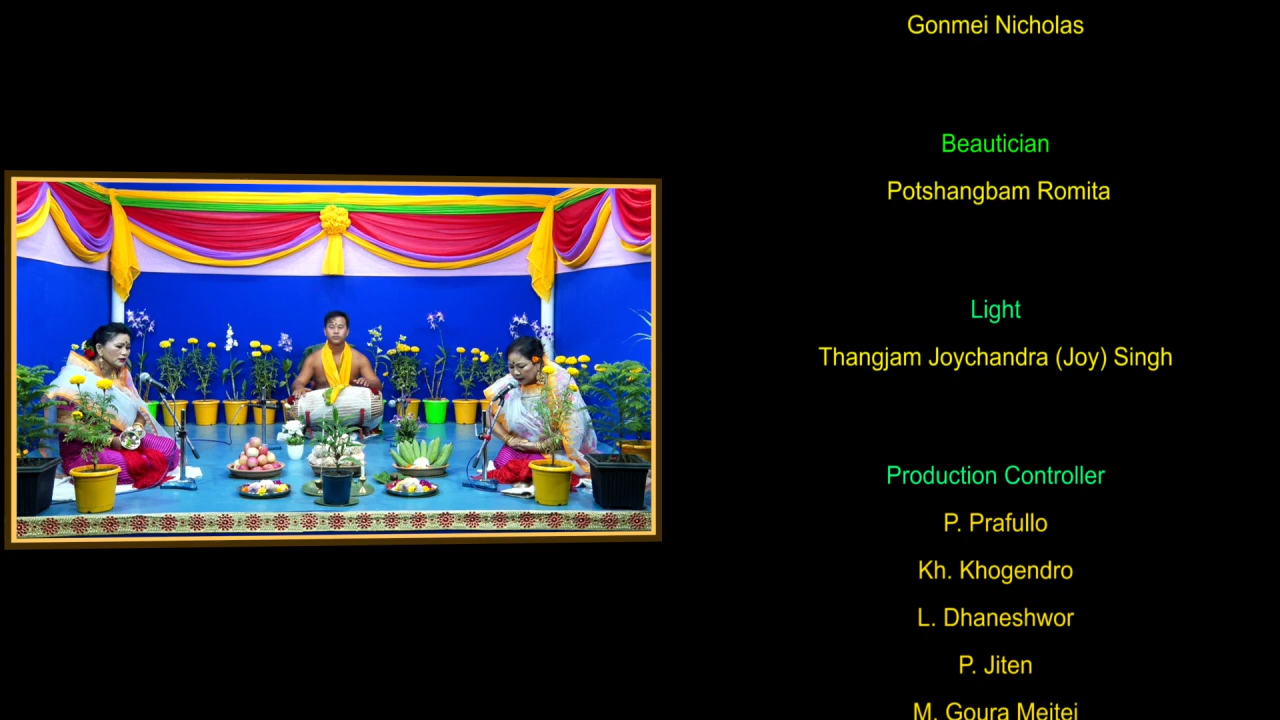 Gonmei Nicholas
Beautician
Potshangbam Romita
Light
Thangjam Joychandra (Joy) Singh
Production Controller
P. Prafullo
Kh. Khogendro
L. Dhaneshwor
P. Jiten
M. Goura Meitei